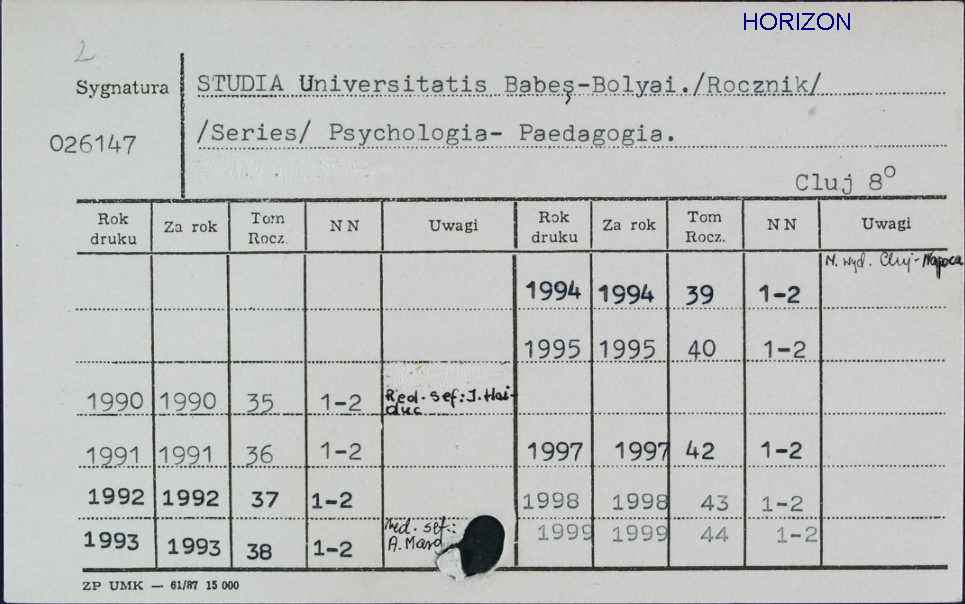 HORIZON
2
Sygnatura STUDIA Universitatis Babeş-Bolyai./Rocznik/
026147 /Series/ Psychologia- Paedagogia.
Cluj 8°
Rok druku Za rok Tom Rocz. NN Uwagi Rok druku Za rok Tom Rocz. NN Uwagi
N. wyd. Cluj-Napoca
1994 1994 39 1-2
1995 1995 40 1-2
1990 1990 35 1-2 Red. sef: J. Hai-
duc
1991 1991 36 1-2 1997 1997 42 1-2
1992 1992 37 1-2 1998 1998 43 1-2
1993 1993 38 1-2 Red. sef.: 1999 1999 44 1-2
A.
ZP UMK — 61/87 15 000